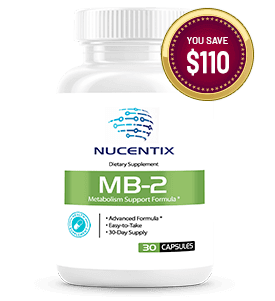 YOU SAVE
$110
NUCENTIX
Dietary Supplement
MB-2
Metabolism Support Formula*
• Advanced Formula*
• Easy-to-Take
• 30-Day Supply
30 CAPSULES